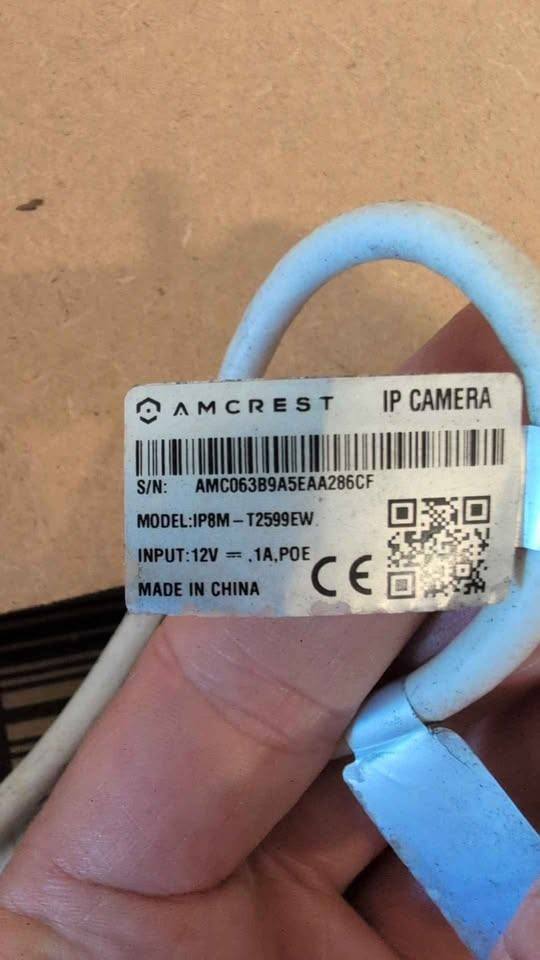 AMCREST IP CAMERA
S/N: AMC063B9A5EAA286CF
MODEL:IP8M-T2599EW
INPUT:12V ⎓ ,1A,POE
MADE IN CHINA CE